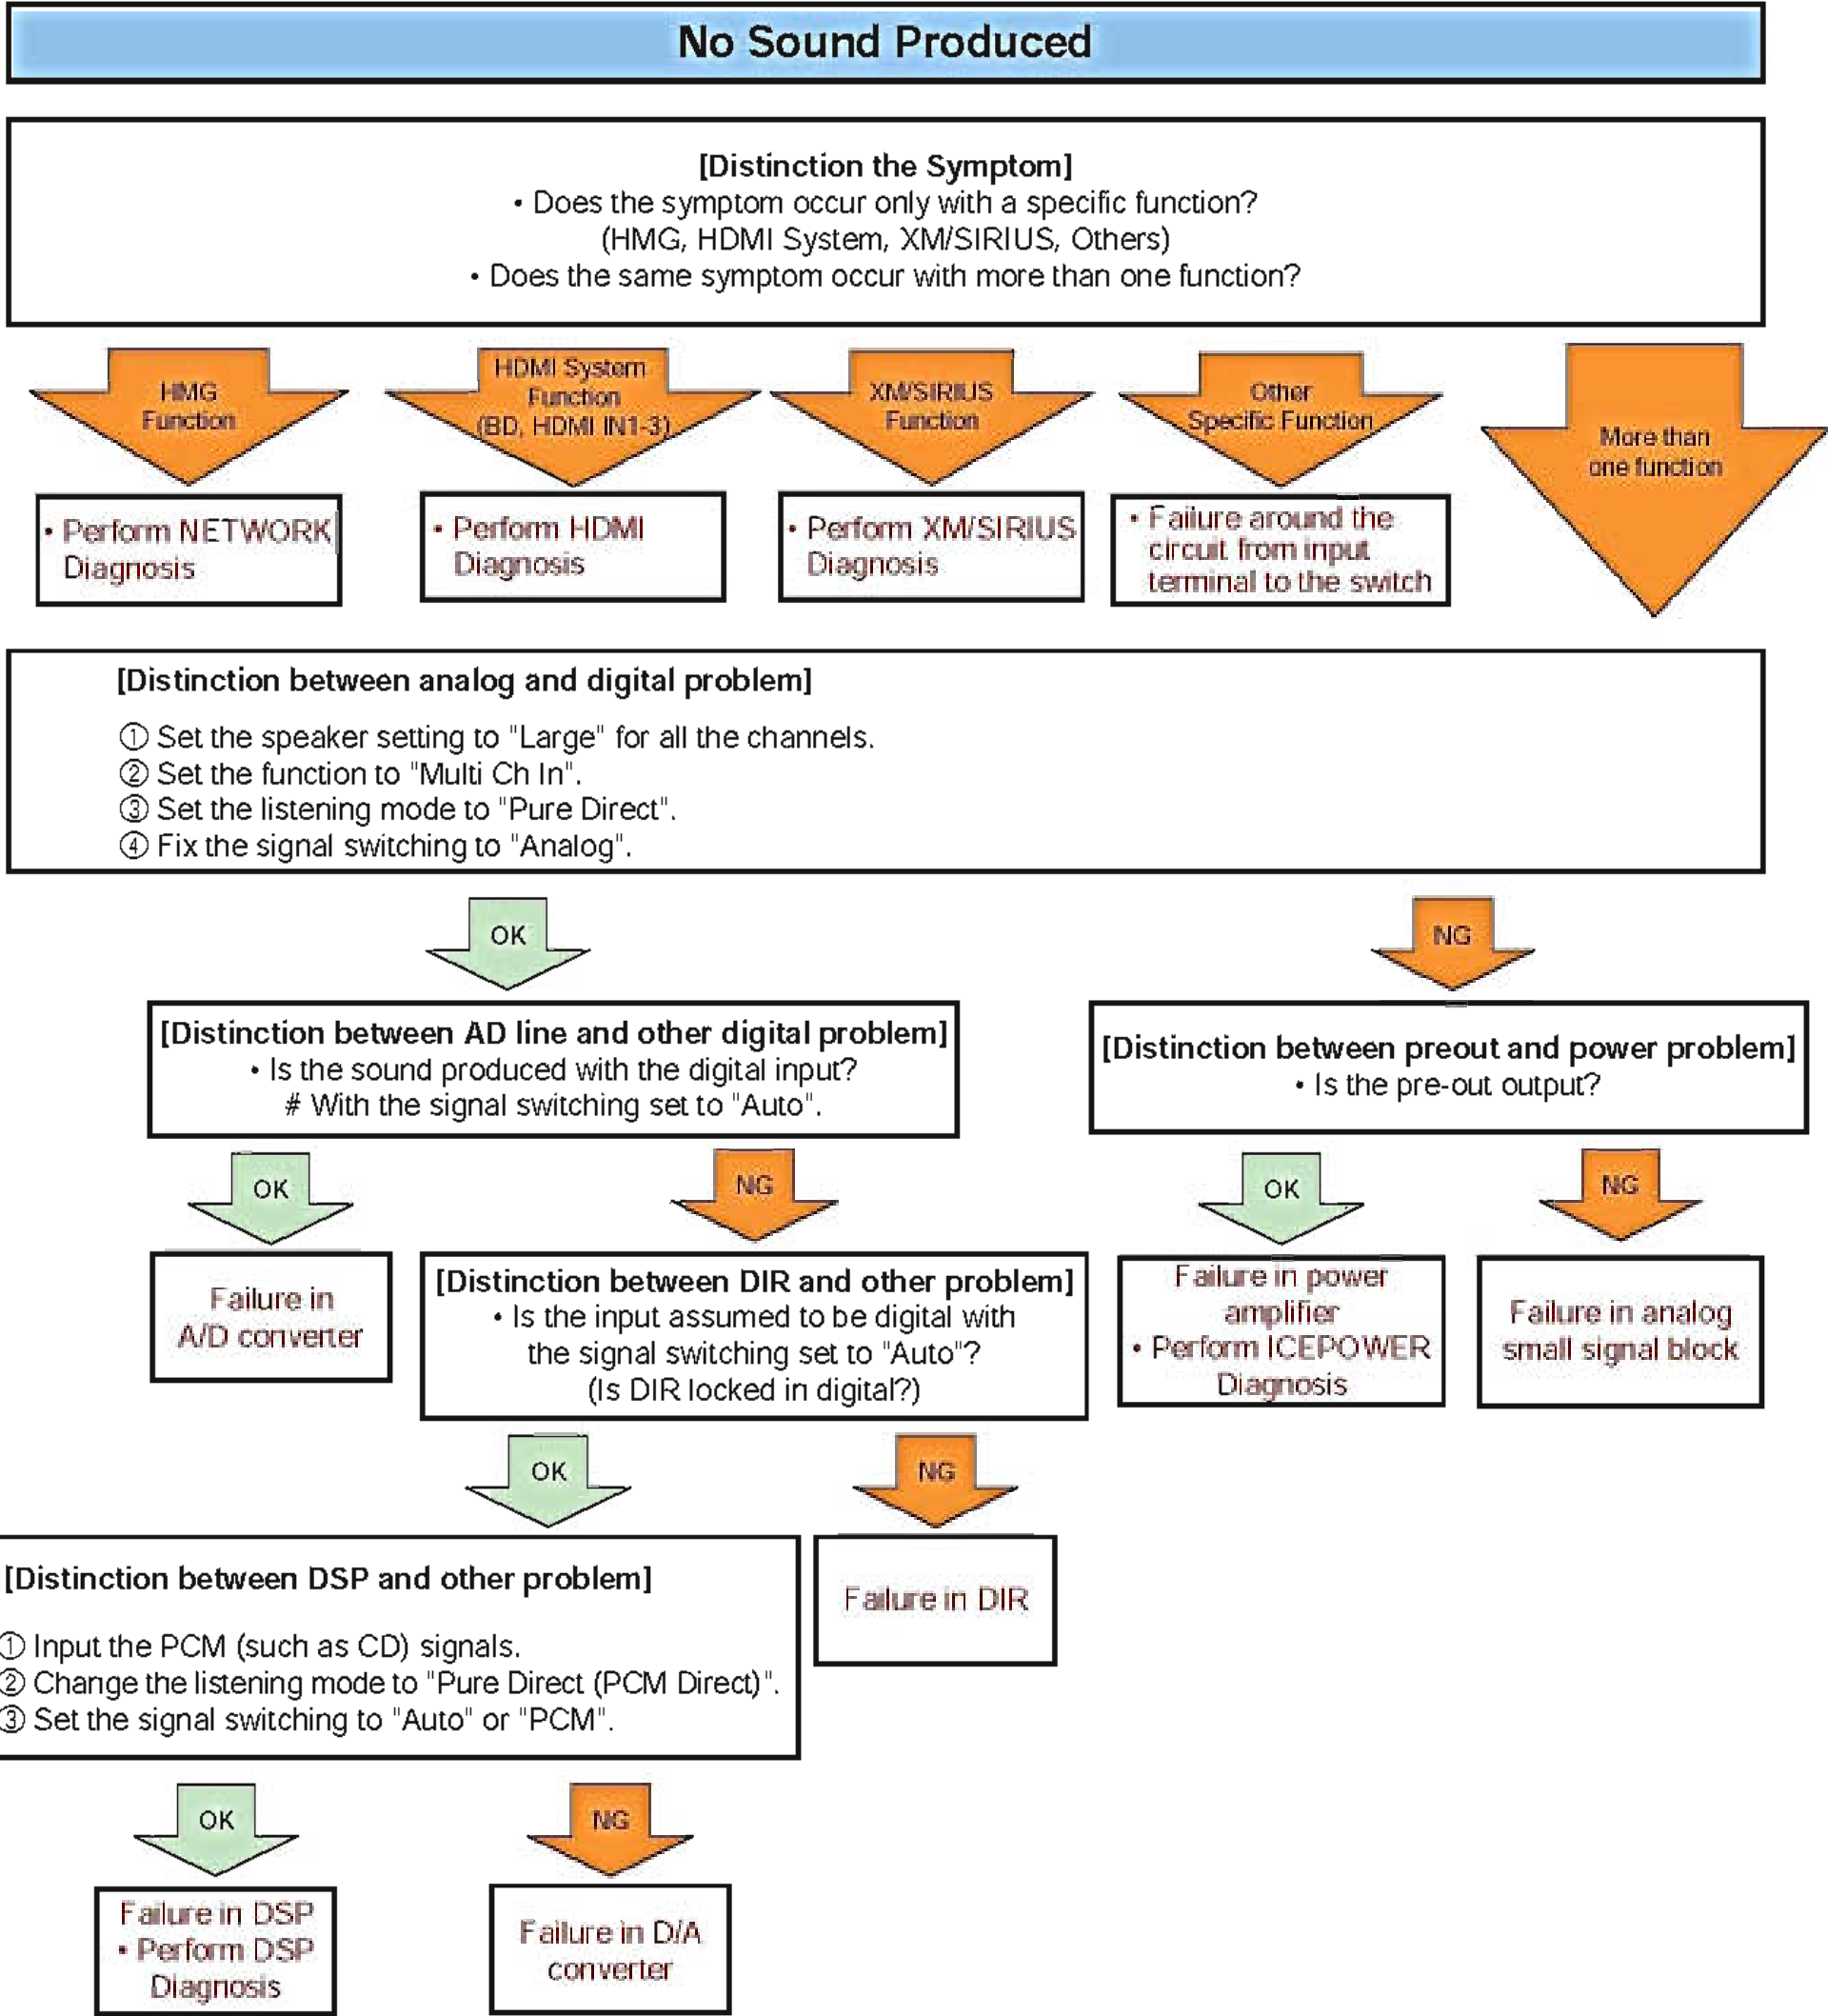 No Sound Produced
[Distinction the Symptom]
• Does the symptom occur only with a specific function?
(HMG, HDMI System, XM/SIRIUS, Others)
• Does the same symptom occur with more than one function?
HMG
Function
HDMI System
Function
(BD, HDMI IN1-3)
XM/SIRIUS
Function
Other
Specific Function
More than
one function
• Perform NETWORK
Diagnosis
• Perform HDMI
Diagnosis
• Perform XM/SIRIUS
Diagnosis
• Failure around the
circuit from input
terminal to the switch
[Distinction between analog and digital problem]
① Set the speaker setting to "Large" for all the channels.
② Set the function to "Multi Ch In".
③ Set the listening mode to "Pure Direct".
④ Fix the signal switching to "Analog".
OK
NG
[Distinction between AD line and other digital problem]
• Is the sound produced with the digital input?
# With the signal switching set to "Auto".
[Distinction between preout and power problem]
• Is the pre-out output?
OK
NG
OK
NG
Failure in
A/D converter
[Distinction between DIR and other problem]
• Is the input assumed to be digital with
the signal switching set to "Auto"?
(Is DIR locked in digital?)
Failure in power
amplifier
• Perform ICEPOWER
Diagnosis
Failure in analog
small signal block
OK
NG
[Distinction between DSP and other problem]
① Input the PCM (such as CD) signals.
② Change the listening mode to "Pure Direct (PCM Direct)".
③ Set the signal switching to "Auto" or "PCM".
Failure in DIR
OK
NG
Failure in DSP
• Perform DSP
Diagnosis
Failure in D/A
converter